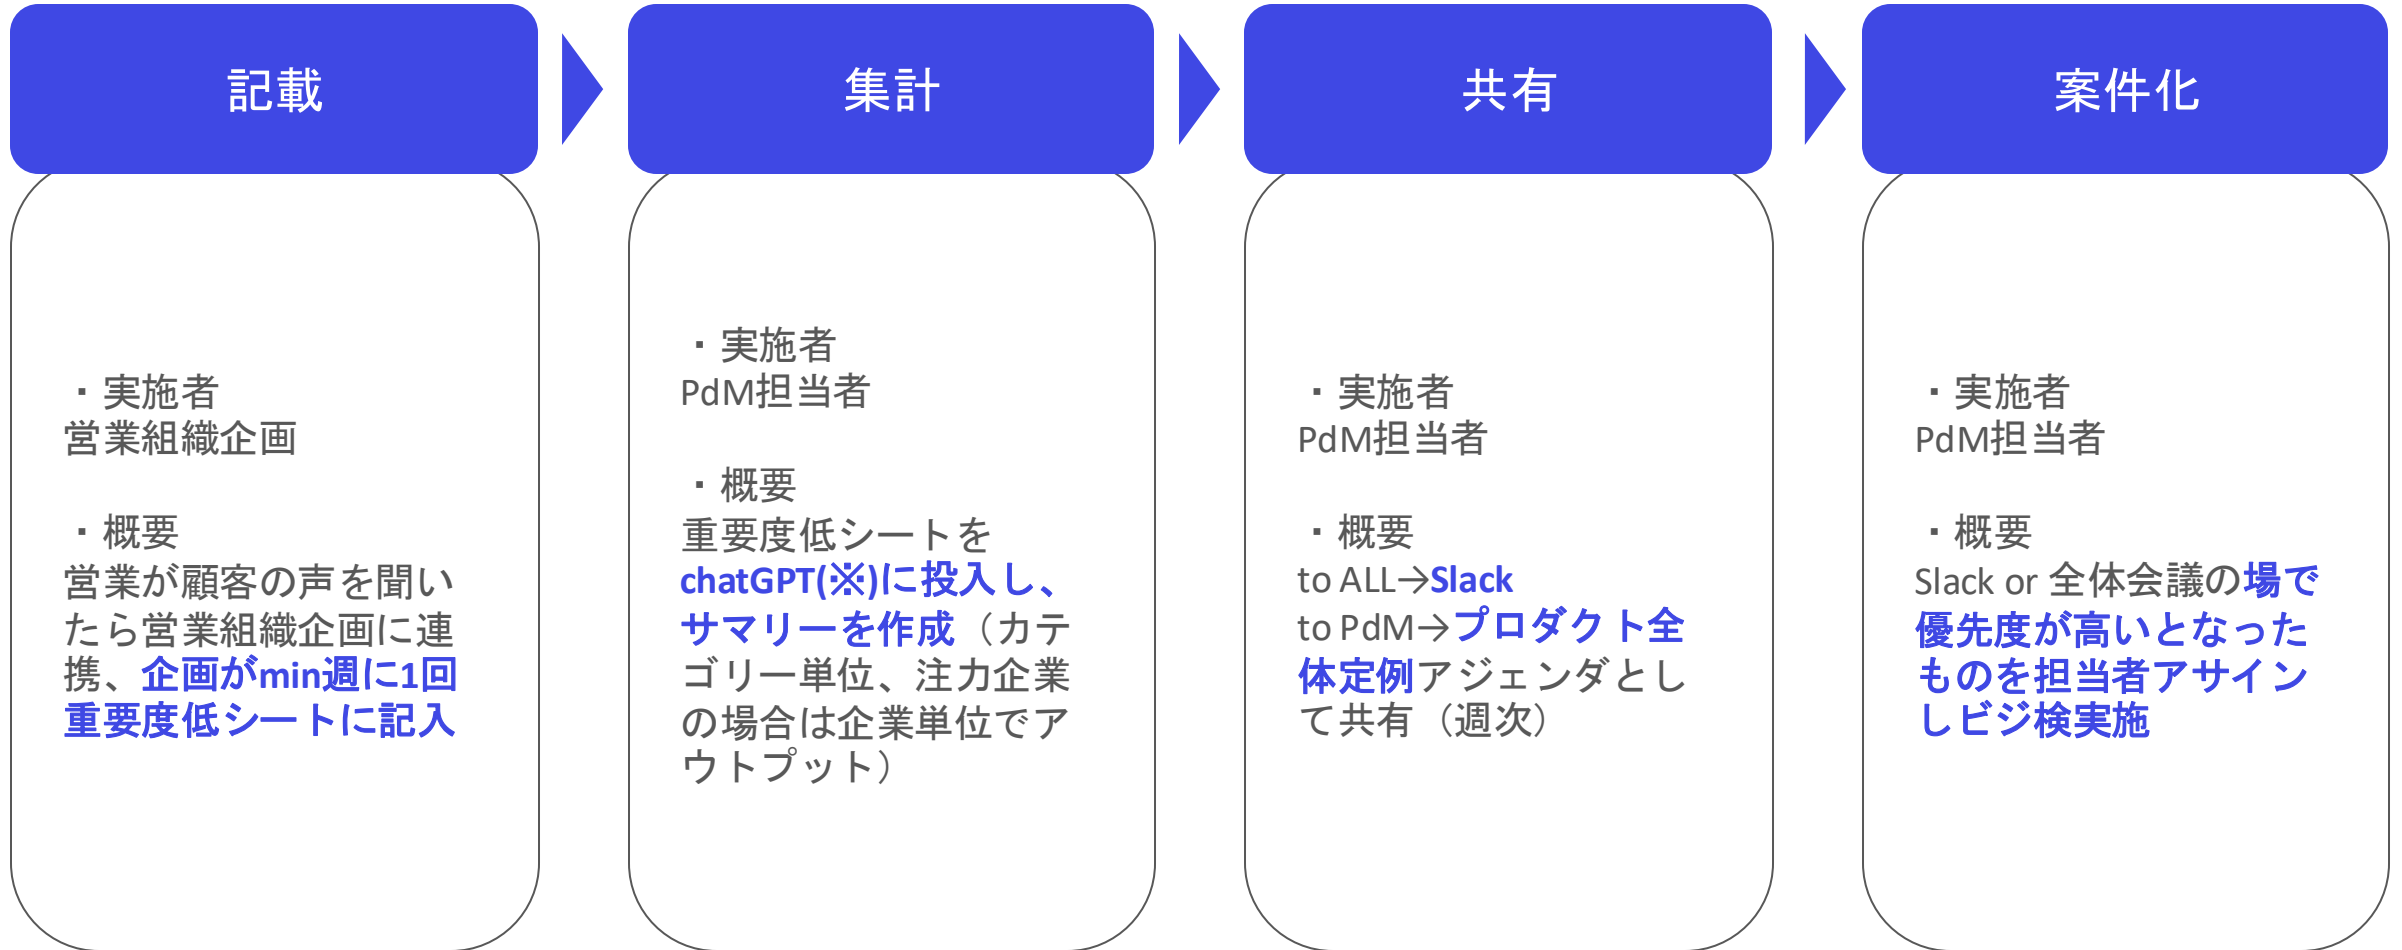 記載
・実施者
営業組織企画
・概要
営業が顧客の声を聞い
たら営業組織企画に連
携、企画がmin週に1回
重要度低シートに記入
集計
・実施者
PdM担当者
・概要
重要度低シートを
chatGPT(※)に投入し、
サマリーを作成（カテ
ゴリー単位、注力企業
の場合は企業単位でア
ウトプット）
共有
・実施者
PdM担当者
・概要
to ALL→Slack
to PdM→プロダクト全
体定例アジェンダとし
て共有（週次）
案件化
・実施者
PdM担当者
・概要
Slack or 全体会議の場で
優先度が高いとなった
ものを担当者アサイン
しビジ検実施